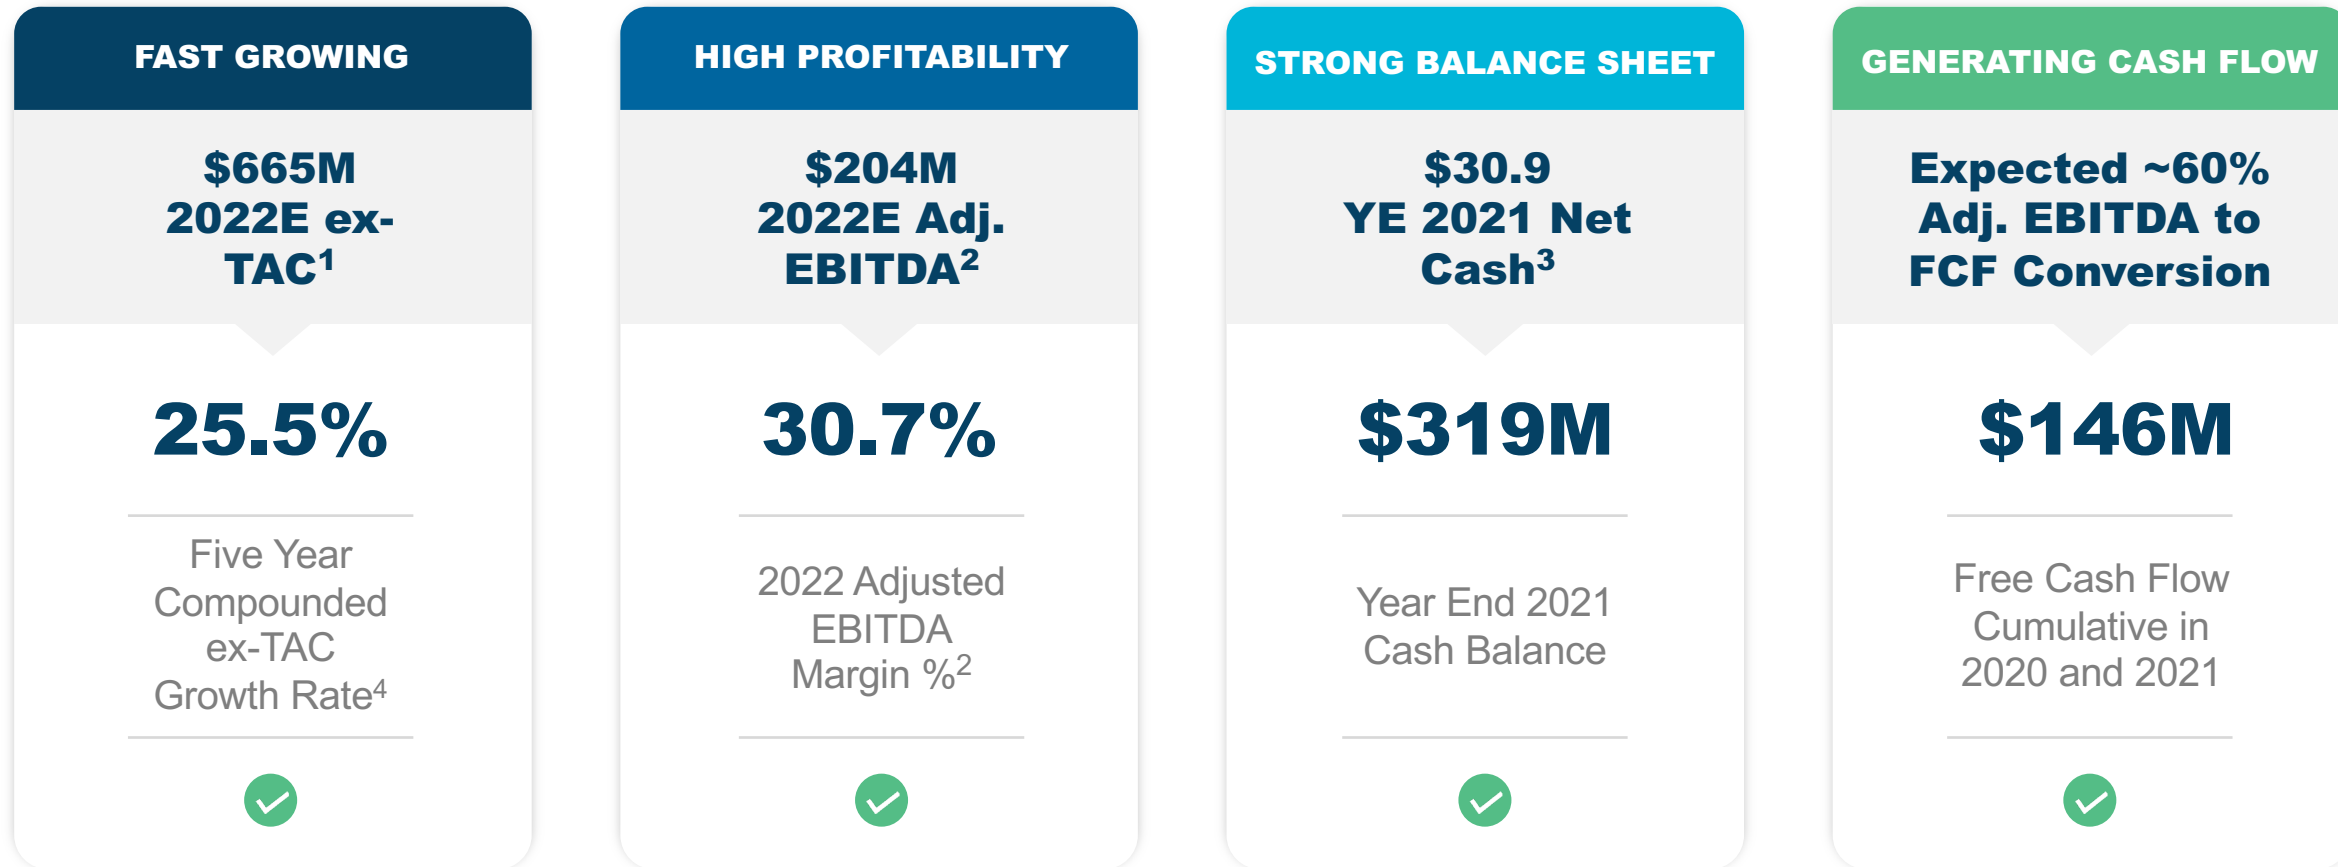 FAST GROWING
$665M
2022E ex-
TAC¹
25.5%
Five Year
Compounded
ex-TAC
Growth Rate⁴
HIGH PROFITABILITY
$204M
2022E Adj.
EBITDA²
30.7%
2022 Adjusted
EBITDA
Margin %²
STRONG BALANCE SHEET
$30.9
YE 2021 Net
Cash³
$319M
Year End 2021
Cash Balance
GENERATING CASH FLOW
Expected ~60%
Adj. EBITDA to
FCF Conversion
$146M
Free Cash Flow
Cumulative in
2020 and 2021